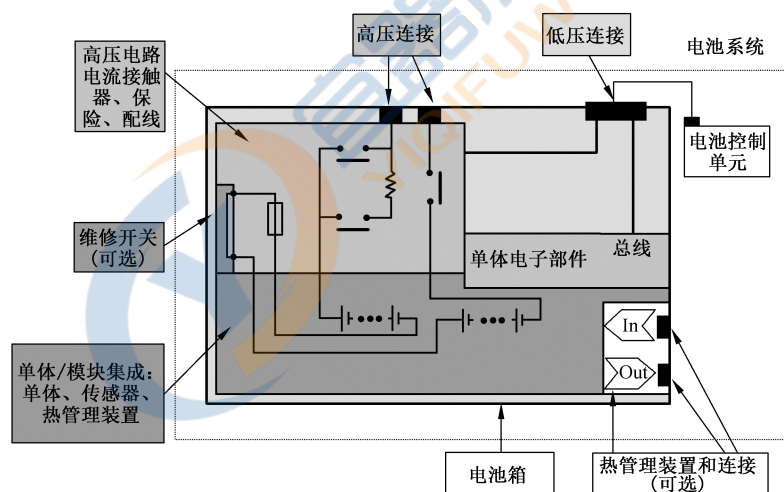 高压电路
电流接触
器、保
险、配线
高压连接
低压连接
电池系统
电池控制
单元
维修开关
(可选)
单体电子部件
总线
单体/模块集成:
单体、传感器、
热管理装置
In
Out
电池箱
热管理装置和连接
(可选)
YIQIFUW